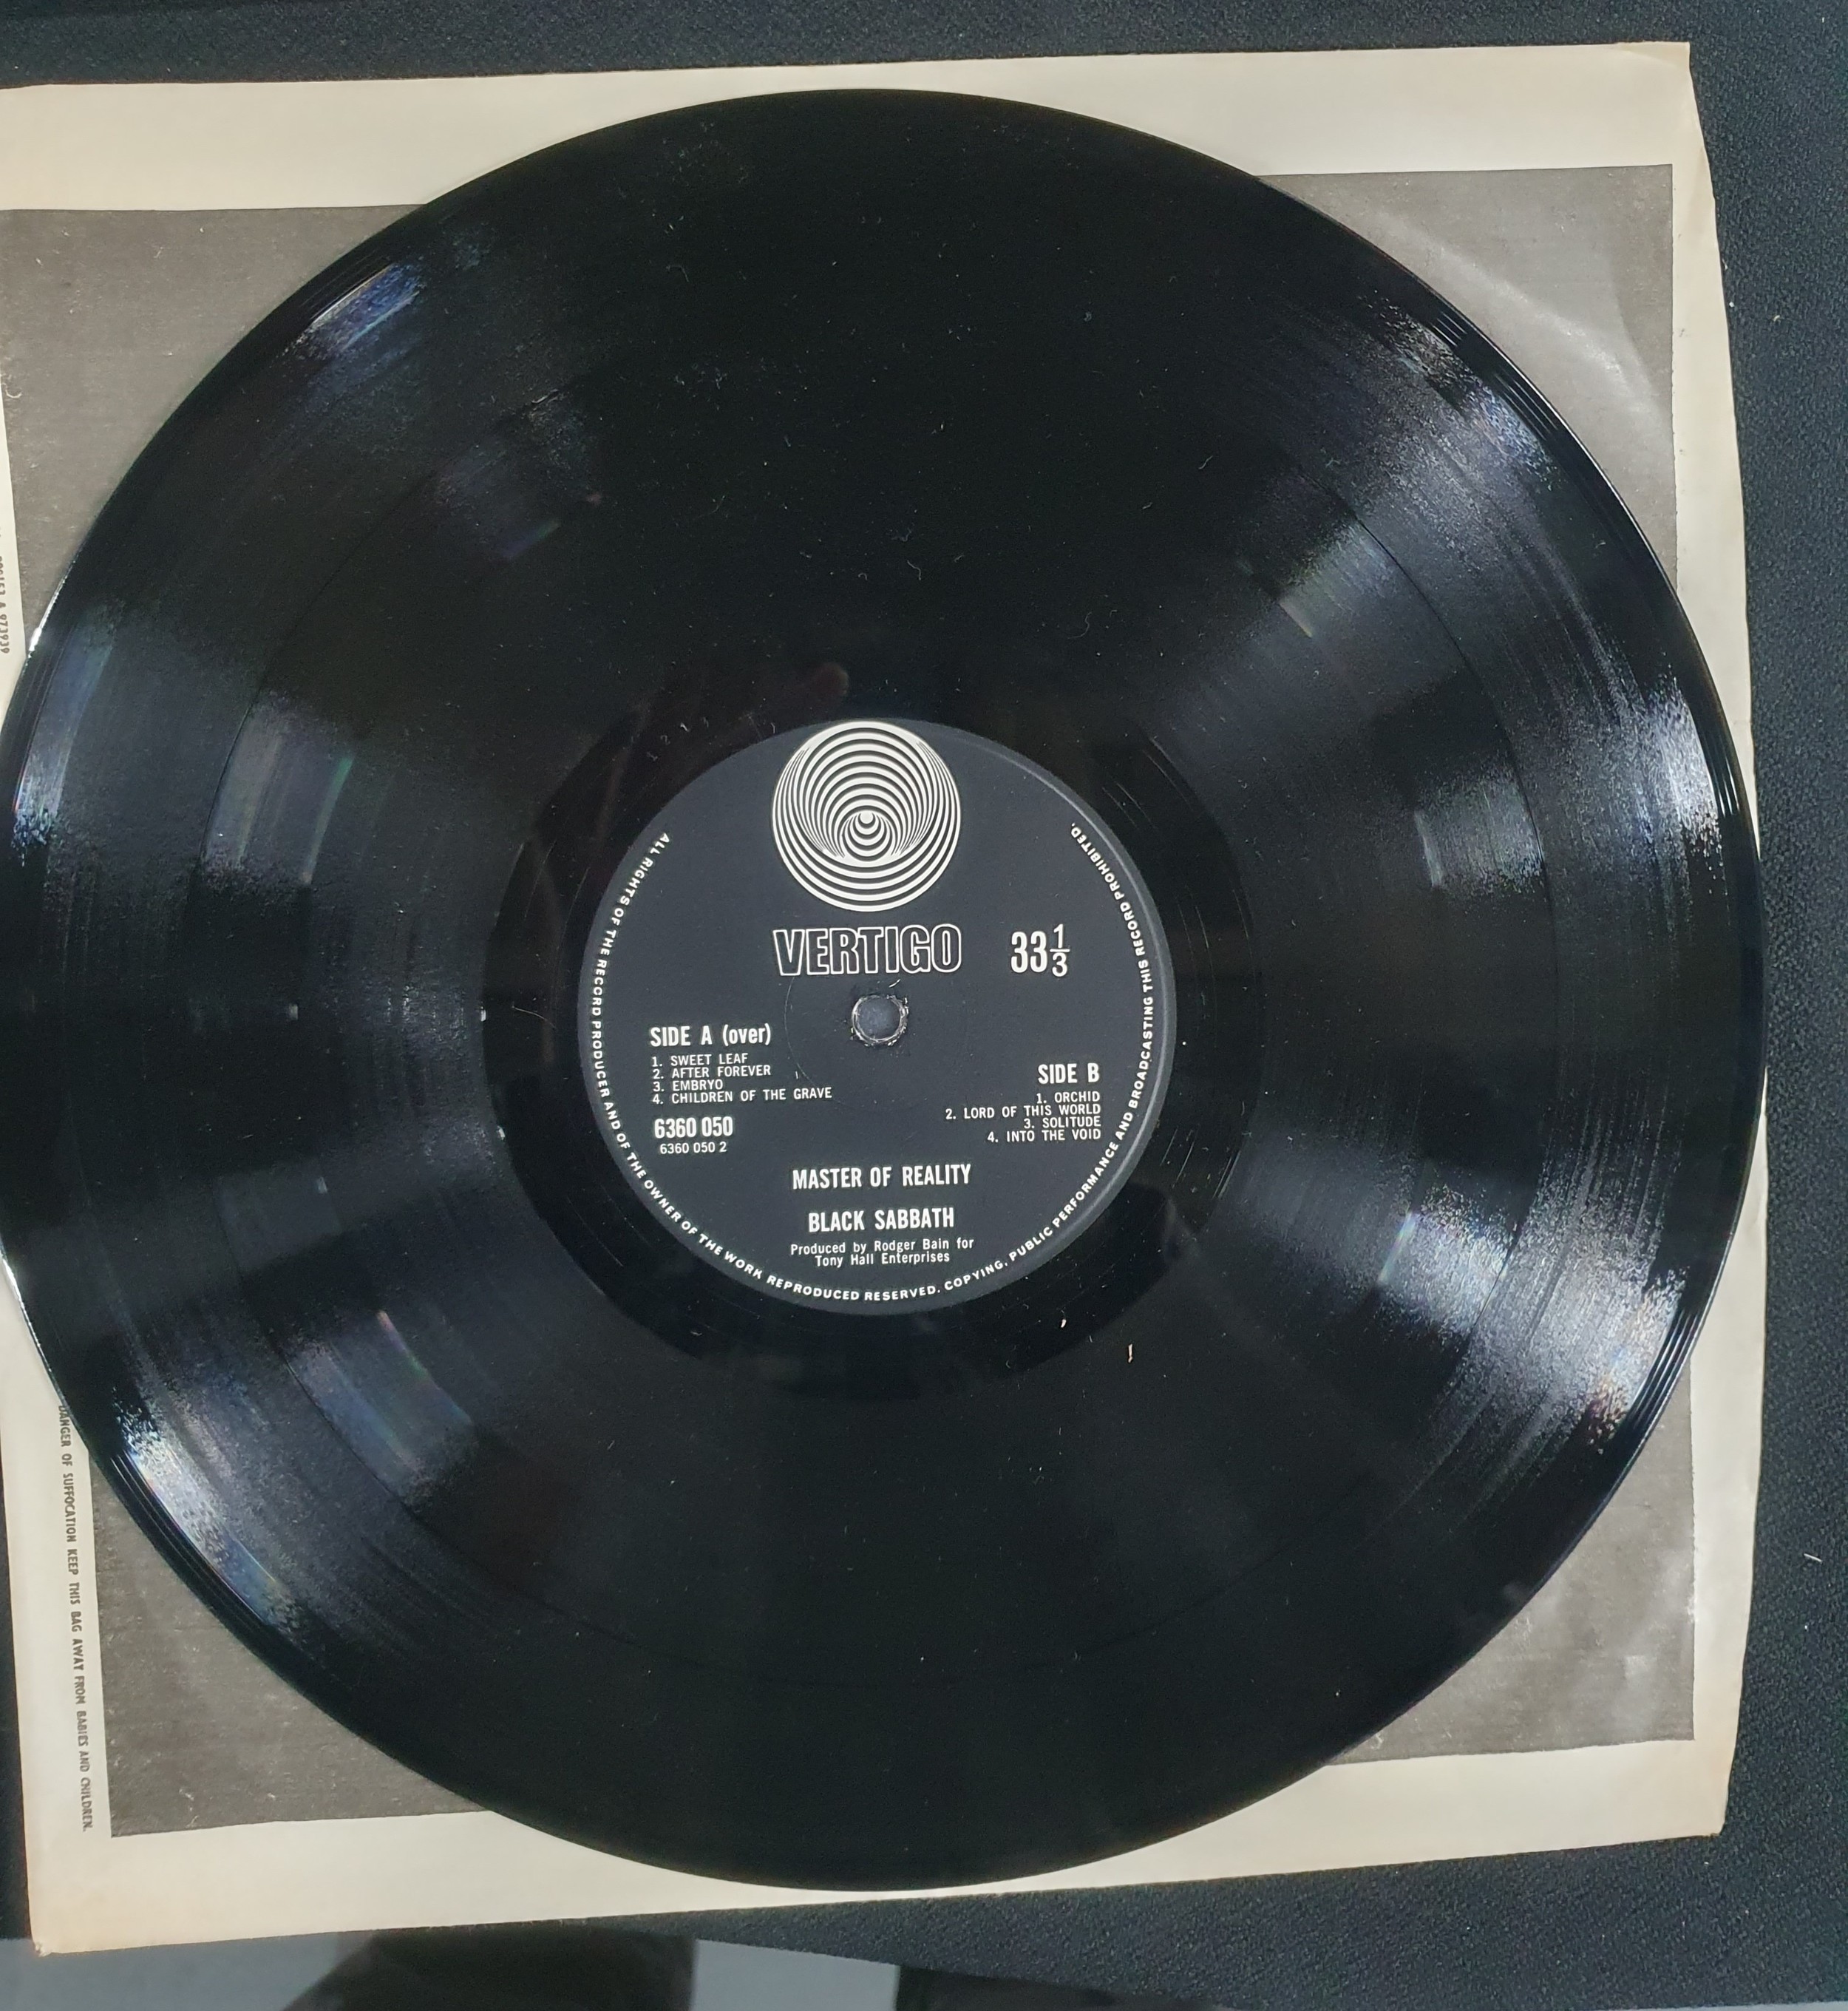 VERTIGO
33 1/3
SIDE A (over)
1. SWEET LEAF
2. AFTER FOREVER
3. EMBRYO
4. CHILDREN OF THE GRAVE
6360 050
6360 050 2
SIDE B
1. ORCHID
2. LORD OF THIS WORLD
3. SOLITUDE
4. INTO THE VOID
MASTER OF REALITY
BLACK SABBATH
Produced by Rodger Bain for
Tony Hall Enterprises
ALL RIGHTS OF THE RECORD PRODUCER AND OF THE OWNER OF THE WORK REPRODUCED RESERVED. COPYING, PUBLIC PERFORMANCE AND BROADCASTING THIS RECORD PROHIBITED.
DANGER OF SUFFOCATION KEEP THIS BAG AWAY FROM BABIES AND CHILDREN.
& 973939